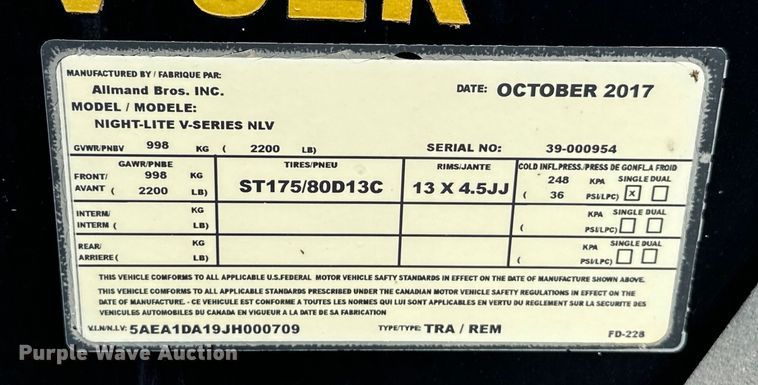 V-SER
MANUFACTURED BY / FABRIQUE PAR:
Allmand Bros. INC. DATE: OCTOBER 2017
MODEL / MODELE:
NIGHT-LITE V-SERIES NLV
GVWR/PNBV 998 KG ( 2200 LB) SERIAL NO: 39-000954
GAWR/PNBE TIRES/PNEU RIMS/JANTE COLD INFL.PRESS./PRESS DE GONFLA FROID
FRONT/ 998 KG ST175/80D13C 13 X 4.5JJ 248 KPA SINGLE DUAL
AVANT ( 2200 LB) ( 36 PSI/LPC) X
INTERM/ KG KPA SINGLE DUAL
INTERM ( LB) ( PSI/LPC)
REAR/ KG KPA SINGLE DUAL
ARRIERE ( LB) ( PSI/LPC)
THIS VEHICLE COMFORMS TO ALL APPLICABLE U.S.FEDERAL MOTOR VEHICLE SAFTY STANDARDS IN EFFECT ON THE DATE OF MANUFACTURE SHOWN ABOVE.
THIS VEHICLE COMFORMS TO ALL APPLICABLE STANDARDS PRESCRIBED UNDER THE CANADIAN MOTOR VEHICLE SAFETY REGULATIONS IN EFFECT ON THE
DATE OF MANUFACTURE. - CE VEHICULE EST CONFORME A TOUTES LES NORMES QUI LUI SONT APPLICABLES EN VERTU DU REGLEMENT SUR LA SECURITE DES
VEHICULES AUTOMOBILES DU CANADA EN VIGUEUR A LA DATE DE SA FABRICATION
V.I.N/N.I.V: 5AEA1DA19JH000709 TYPE/TYPE: TRA / REM FD-228
Purple Wave Auction